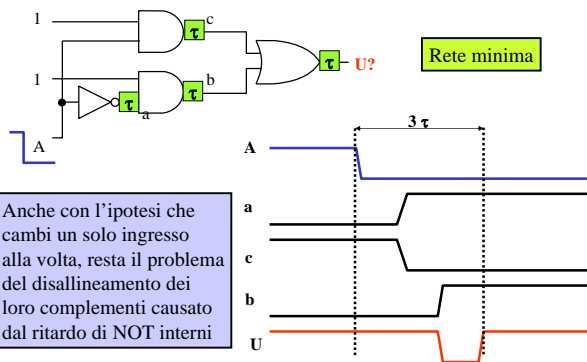 1
τ
c
1
τ
τ
b
τ
U?
a
A
Rete minima
3 τ
A
a
c
b
U
Anche con l'ipotesi che
cambi un solo ingresso
alla volta, resta il problema
del disallineamento dei
loro complementi causato
dal ritardo di NOT interni